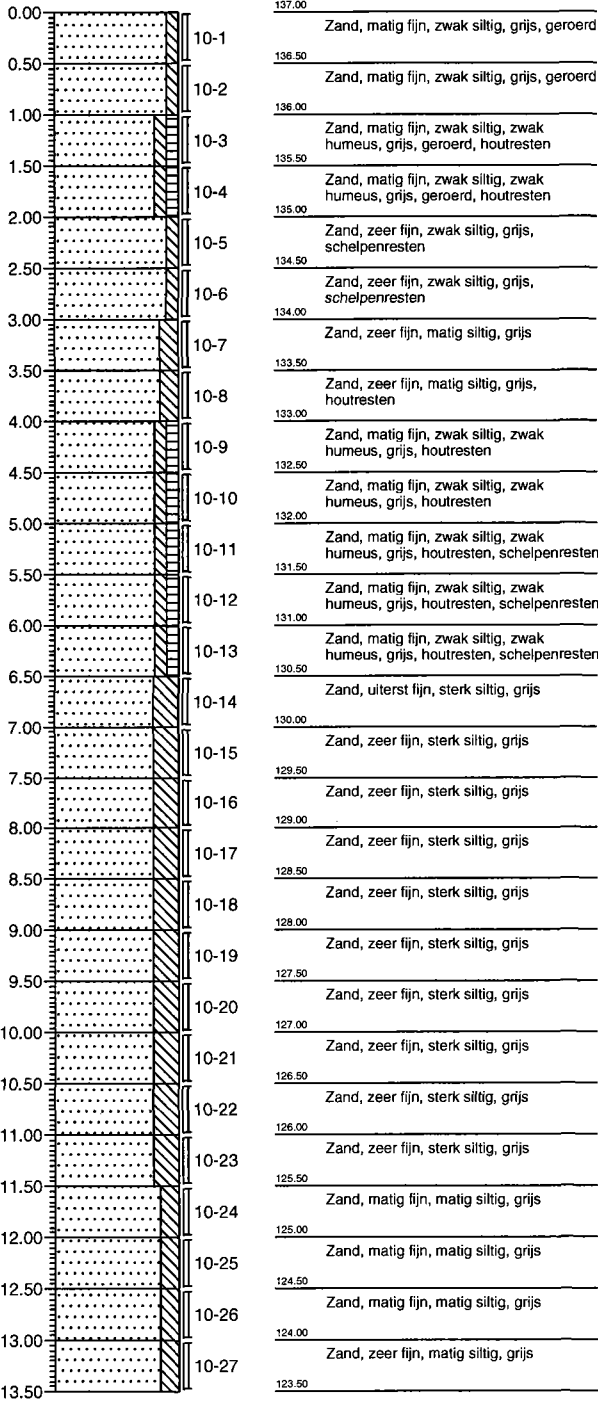 137.00
0.00
10-1
Zand, matig fijn, zwak siltig, grijs, geroerd
136.50
0.50
10-2
Zand, matig fijn, zwak siltig, grijs, geroerd
136.00
1.00
10-3
Zand, matig fijn, zwak siltig, zwak
humeus, grijs, geroerd, houtresten
135.50
1.50
10-4
Zand, matig fijn, zwak siltig, zwak
humeus, grijs, geroerd, houtresten
135.00
2.00
10-5
Zand, zeer fijn, zwak siltig, grijs,
schelpenresten
134.50
2.50
10-6
Zand, zeer fijn, zwak siltig, grijs,
schelpenresten
134.00
3.00
10-7
Zand, zeer fijn, matig siltig, grijs
133.50
3.50
10-8
Zand, zeer fijn, matig siltig, grijs,
houtresten
133.00
4.00
10-9
Zand, matig fijn, zwak siltig, zwak
humeus, grijs, houtresten
132.50
4.50
10-10
Zand, matig fijn, zwak siltig, zwak
humeus, grijs, houtresten
132.00
5.00
10-11
Zand, matig fijn, zwak siltig, zwak
humeus, grijs, houtresten, schelpenresten
131.50
5.50
10-12
Zand, matig fijn, zwak siltig, zwak
humeus, grijs, houtresten, schelpenresten
131.00
6.00
10-13
Zand, matig fijn, zwak siltig, zwak
humeus, grijs, houtresten, schelpenresten
130.50
6.50
10-14
Zand, uiterst fijn, sterk siltig, grijs
130.00
7.00
10-15
Zand, zeer fijn, sterk siltig, grijs
129.50
7.50
10-16
Zand, zeer fijn, sterk siltig, grijs
129.00
8.00
10-17
Zand, zeer fijn, sterk siltig, grijs
128.50
8.50
10-18
Zand, zeer fijn, sterk siltig, grijs
128.00
9.00
10-19
Zand, zeer fijn, sterk siltig, grijs
127.50
9.50
10-20
Zand, zeer fijn, sterk siltig, grijs
127.00
10.00
10-21
Zand, zeer fijn, sterk siltig, grijs
126.50
10.50
10-22
Zand, zeer fijn, sterk siltig, grijs
126.00
11.00
10-23
Zand, zeer fijn, sterk siltig, grijs
125.50
11.50
10-24
Zand, matig fijn, matig siltig, grijs
125.00
12.00
10-25
Zand, matig fijn, matig siltig, grijs
124.50
12.50
10-26
Zand, matig fijn, matig siltig, grijs
124.00
13.00
10-27
Zand, zeer fijn, matig siltig, grijs
123.50
13.50